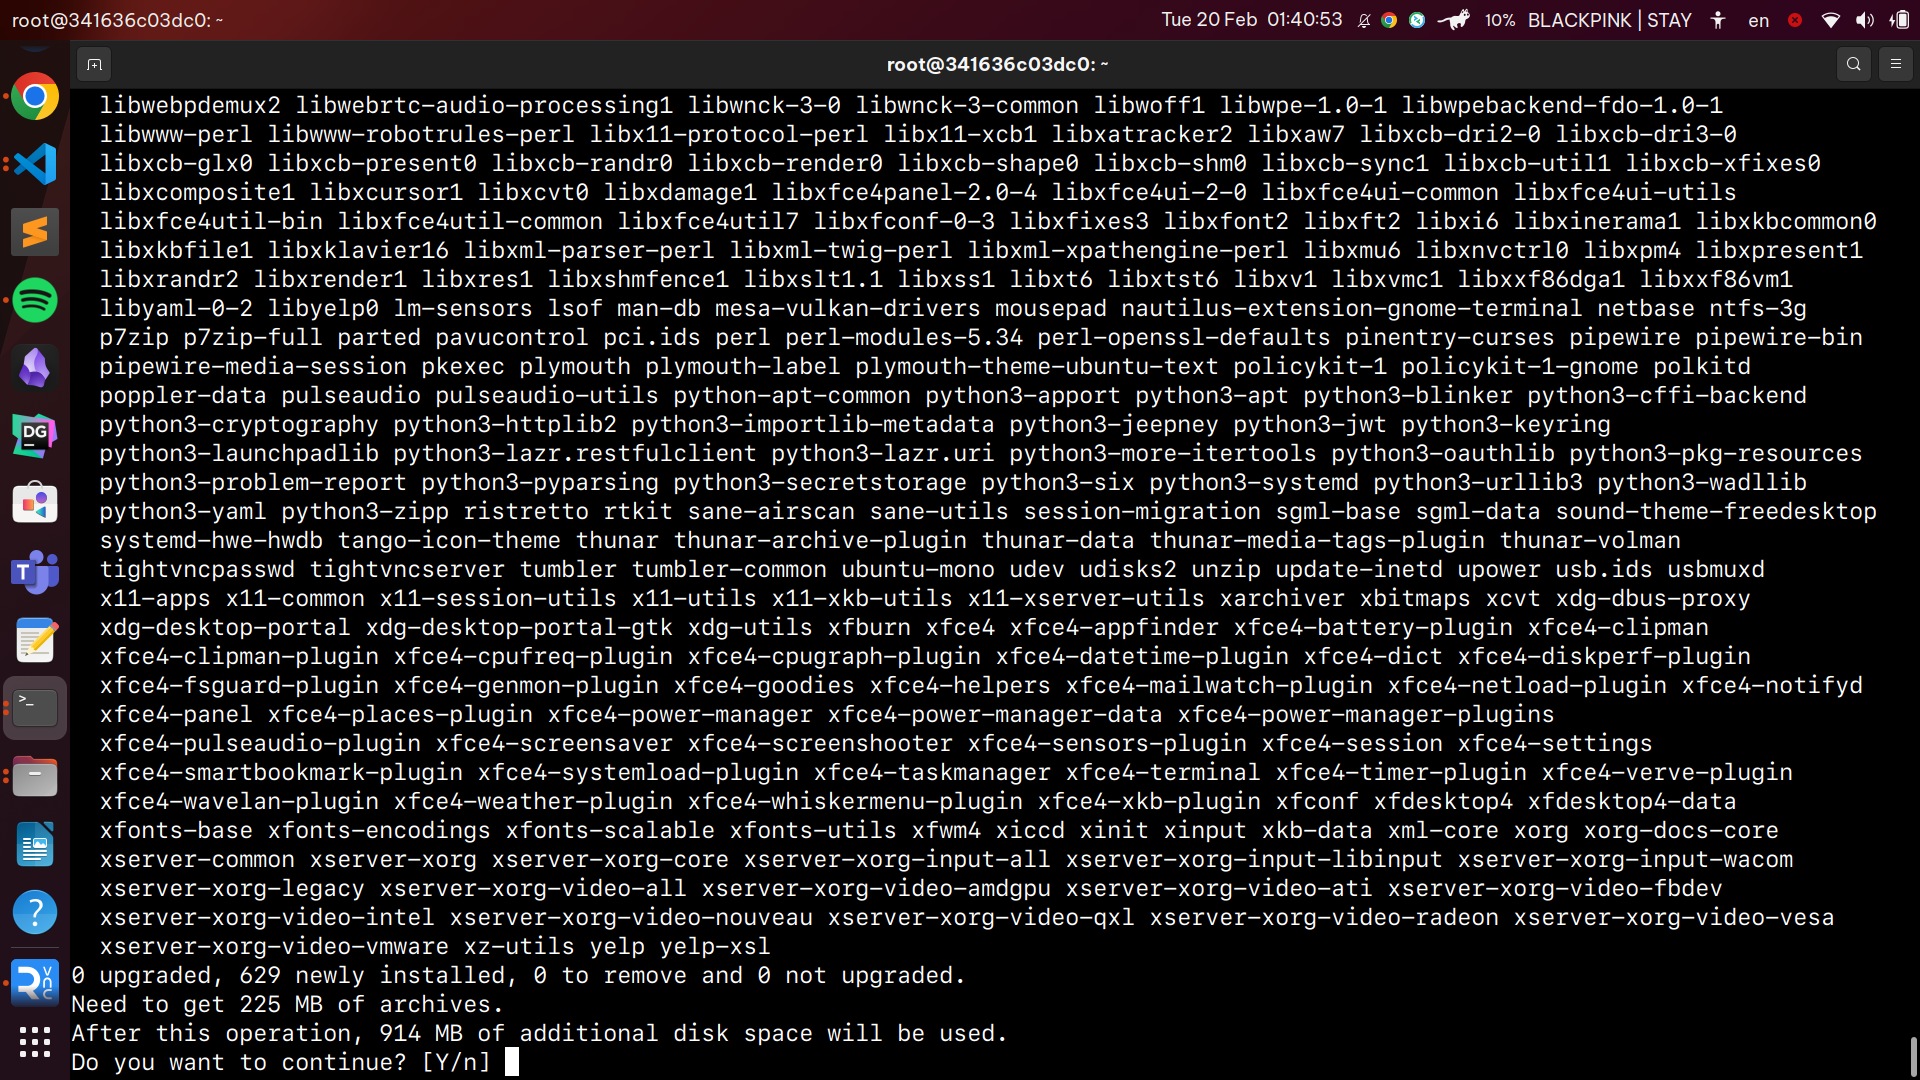 root@341636c03dc0: ~
Tue 20 Feb 01:40:53
10%
BLACKPINK | STAY
en
root@341636c03dc0: ~
libwebpdemux2 libwebrtc-audio-processing1 libwnck-3-0 libwnck-3-common libwoff1 libwpe-1.0-1 libwpebackend-fdo-1.0-1
libwww-perl libwww-robotrules-perl libx11-protocol-perl libx11-xcb1 libxatracker2 libxaw7 libxcb-dri2-0 libxcb-dri3-0
libxcb-glx0 libxcb-present0 libxcb-randr0 libxcb-render0 libxcb-shape0 libxcb-shm0 libxcb-sync1 libxcb-util1 libxcb-xfixes0
libxcomposite1 libxcursor1 libxcvt0 libxdamage1 libxfce4panel-2.0-4 libxfce4ui-2-0 libxfce4ui-common libxfce4ui-utils
libxfce4util-bin libxfce4util-common libxfce4util7 libxfconf-0-3 libxfixes3 libxfont2 libxft2 libxi6 libxinerama1 libxkbcommon0
libxkbfile1 libxklavier16 libxml-parser-perl libxml-twig-perl libxml-xpathengine-perl libxmu6 libxnvctrl0 libxpm4 libxpresent1
libxrandr2 libxrender1 libxres1 libxshmfence1 libxslt1.1 libxss1 libxt6 libxtst6 libxv1 libxvmc1 libxxf86dga1 libxxf86vm1
libyaml-0-2 libyelp0 lm-sensors lsof man-db mesa-vulkan-drivers mousepad nautilus-extension-gnome-terminal netbase ntfs-3g
p7zip p7zip-full parted pavucontrol pci.ids perl perl-modules-5.34 perl-openssl-defaults pinentry-curses pipewire pipewire-bin
pipewire-media-session pkexec plymouth plymouth-label plymouth-theme-ubuntu-text policykit-1 policykit-1-gnome polkitd
poppler-data pulseaudio pulseaudio-utils python-apt-common python3-apport python3-apt python3-blinker python3-cffi-backend
python3-cryptography python3-httplib2 python3-importlib-metadata python3-jeepney python3-jwt python3-keyring
python3-launchpadlib python3-lazr.restfulclient python3-lazr.uri python3-more-itertools python3-oauthlib python3-pkg-resources
python3-problem-report python3-pyparsing python3-secretstorage python3-six python3-systemd python3-urllib3 python3-wadllib
python3-yaml python3-zipp ristretto rtkit sane-airscan sane-utils session-migration sgml-base sgml-data sound-theme-freedesktop
systemd-hwe-hwdb tango-icon-theme thunar thunar-archive-plugin thunar-data thunar-media-tags-plugin thunar-volman
tightvncpasswd tightvncserver tumbler tumbler-common ubuntu-mono udev udisks2 unzip update-inetd upower usb.ids usbmuxd
x11-apps x11-common x11-session-utils x11-utils x11-xkb-utils x11-xserver-utils xarchiver xbitmaps xcvt xdg-dbus-proxy
xdg-desktop-portal xdg-desktop-portal-gtk xdg-utils xfburn xfce4 xfce4-appfinder xfce4-battery-plugin xfce4-clipman
xfce4-clipman-plugin xfce4-cpufreq-plugin xfce4-cpugraph-plugin xfce4-datetime-plugin xfce4-dict xfce4-diskperf-plugin
xfce4-fsguard-plugin xfce4-genmon-plugin xfce4-goodies xfce4-helpers xfce4-mailwatch-plugin xfce4-netload-plugin xfce4-notifyd
xfce4-panel xfce4-places-plugin xfce4-power-manager xfce4-power-manager-data xfce4-power-manager-plugins
xfce4-pulseaudio-plugin xfce4-screensaver xfce4-screenshooter xfce4-sensors-plugin xfce4-session xfce4-settings
xfce4-smartbookmark-plugin xfce4-systemload-plugin xfce4-taskmanager xfce4-terminal xfce4-timer-plugin xfce4-verve-plugin
xfce4-wavelan-plugin xfce4-weather-plugin xfce4-whiskermenu-plugin xfce4-xkb-plugin xfconf xfdesktop4 xfdesktop4-data
xfonts-base xfonts-encodings xfonts-scalable xfonts-utils xfwm4 xiccd xinit xinput xkb-data xml-core xorg xorg-docs-core
xserver-common xserver-xorg xserver-xorg-core xserver-xorg-input-all xserver-xorg-input-libinput xserver-xorg-input-wacom
xserver-xorg-legacy xserver-xorg-video-all xserver-xorg-video-amdgpu xserver-xorg-video-ati xserver-xorg-video-fbdev
xserver-xorg-video-intel xserver-xorg-video-nouveau xserver-xorg-video-qxl xserver-xorg-video-radeon xserver-xorg-video-vesa
xserver-xorg-video-vmware xz-utils yelp yelp-xsl
0 upgraded, 629 newly installed, 0 to remove and 0 not upgraded.
Need to get 225 MB of archives.
After this operation, 914 MB of additional disk space will be used.
Do you want to continue? [Y/n]
DG
T
>_
?
R
VNC